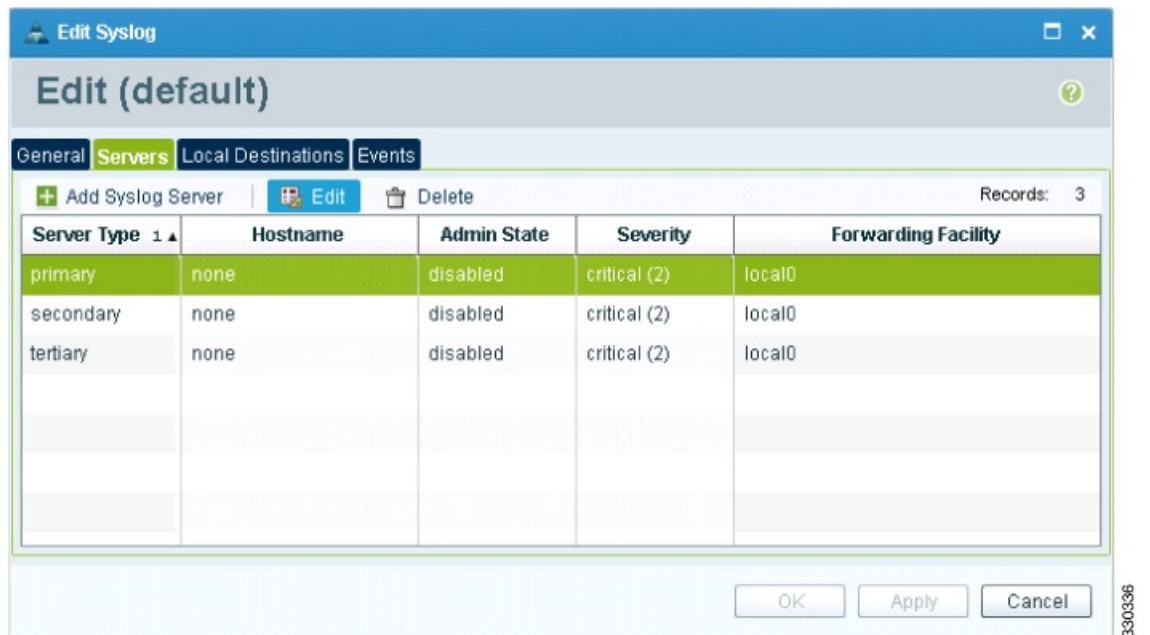 Edit Syslog
Edit (default)
?
General Servers Local Destinations Events
Add Syslog Server Edit Delete Records: 3
Server Type 1 Hostname Admin State Severity Forwarding Facility
primary none disabled critical (2) local0
secondary none disabled critical (2) local0
tertiary none disabled critical (2) local0
OK Apply Cancel
330336